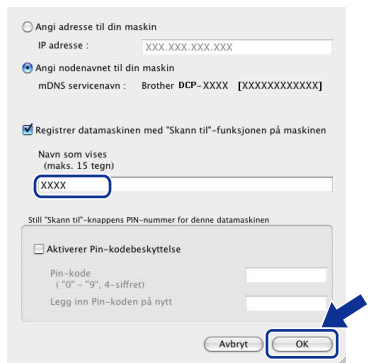 Angi adresse til din maskin
IP adresse : XXX.XXX.XXX.XXX
Angi nodenavnet til din maskin
mDNS servicenavn : Brother DCP-XXXX [XXXXXXXXXXXX]
Registrer datamaskinen med "Skann til"-funksjonen på maskinen
Navn som vises
(maks. 15 tegn)
XXXX
Still "Skann til"-knappens PIN-nummer for denne datamaskinen
Aktiverer Pin-kodebeskyttelse
Pin-kode
( "0" - "9", 4-siffret)
Legg inn Pin-koden på nytt
Avbryt OK